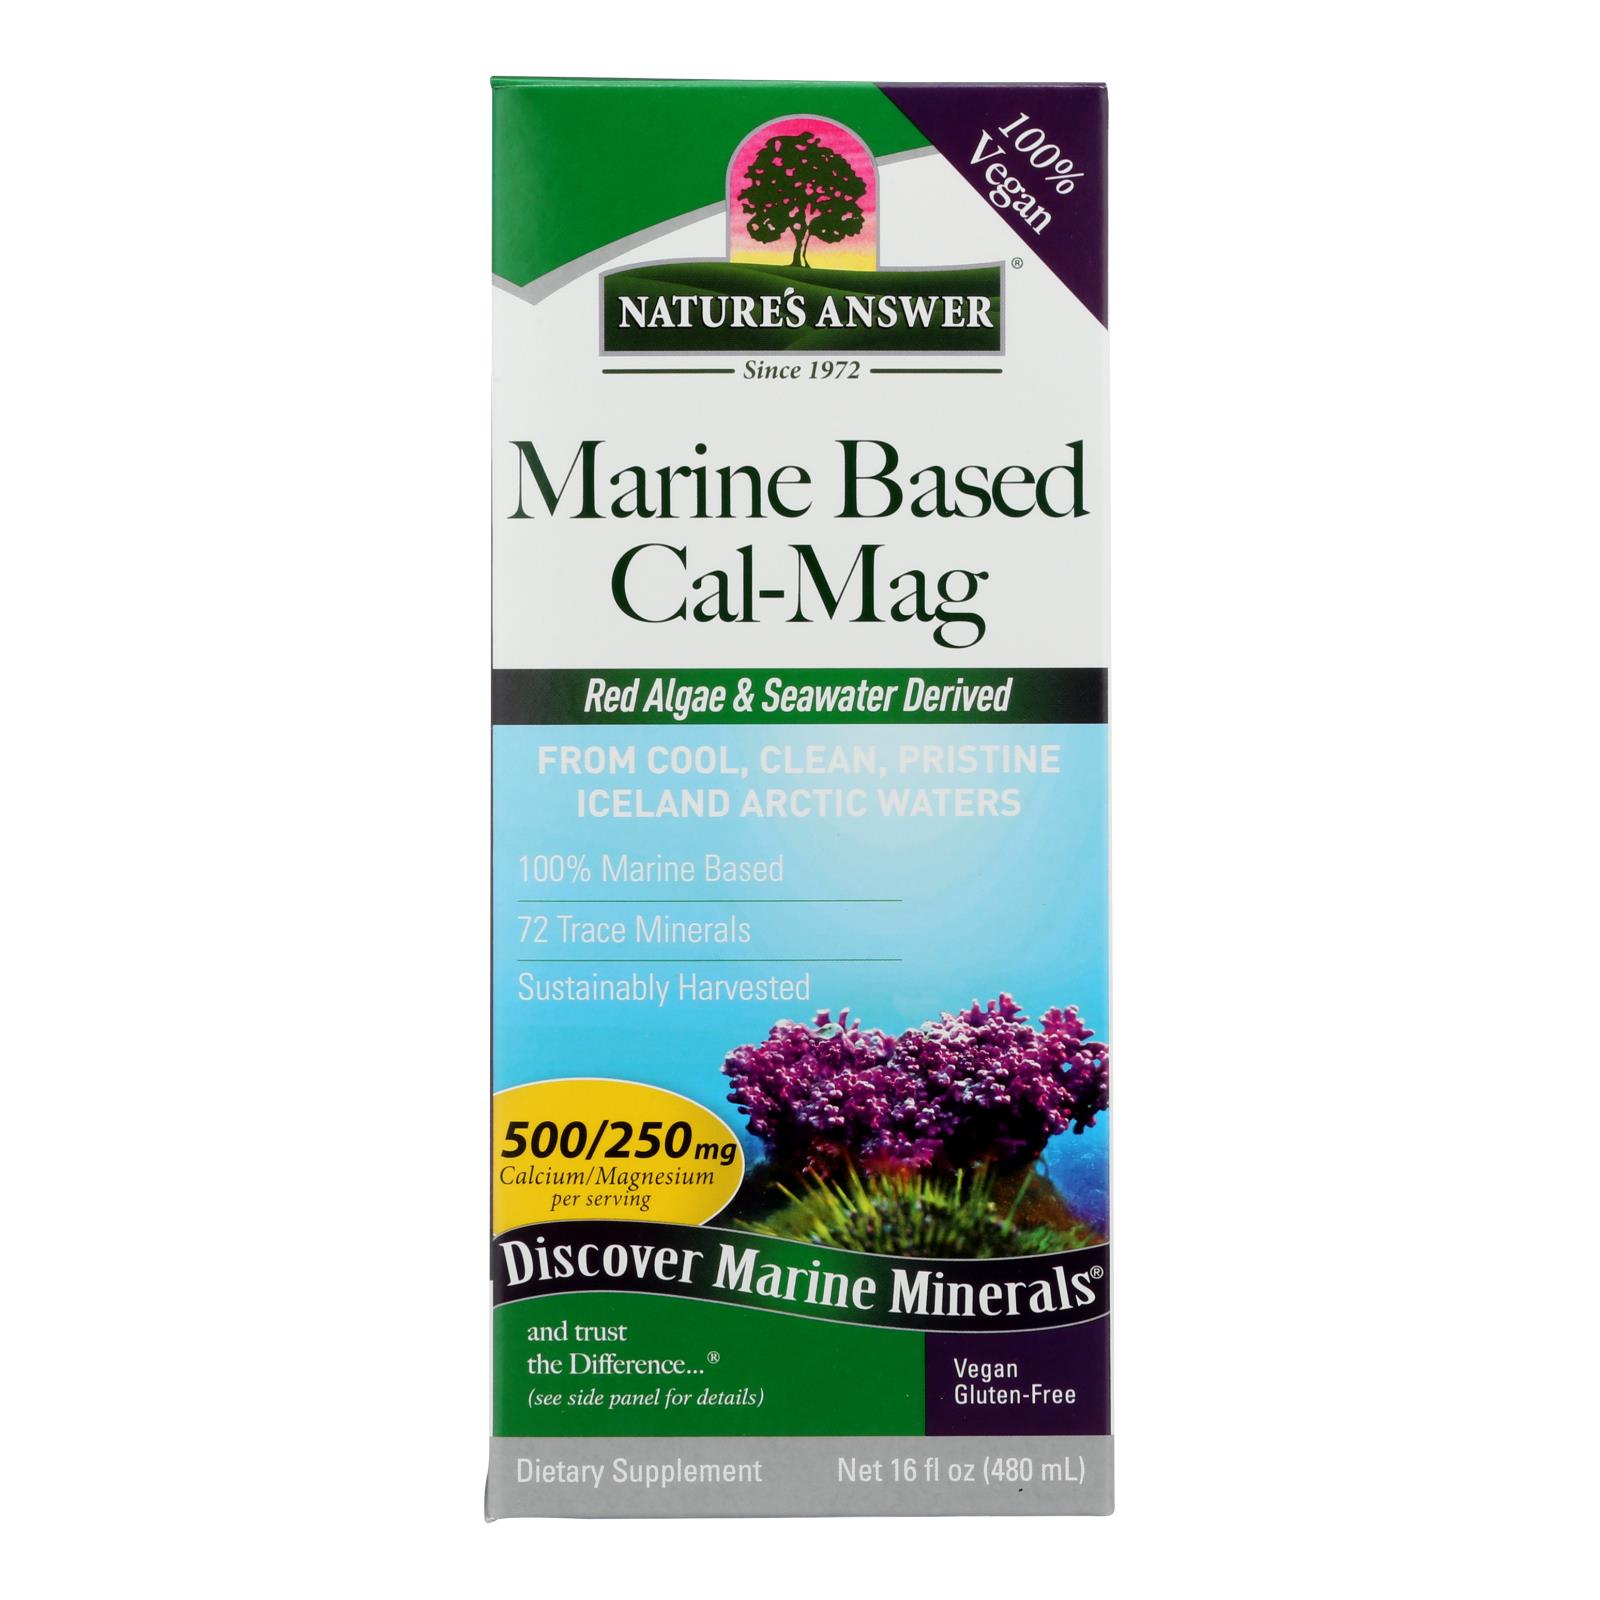 100%
Vegan
NATURE'S ANSWER®
Since 1972
Marine Based
Cal-Mag
Red Algae & Seawater Derived
FROM COOL, CLEAN, PRISTINE
ICELAND ARCTIC WATERS
100% Marine Based
72 Trace Minerals
Sustainably Harvested
500/250mg
Calcium/Magnesium
per serving
Discover Marine Minerals®
and trust
the Difference...®
(see side panel for details)
Vegan
Gluten-Free
Dietary Supplement
Net 16 fl oz (480 mL)